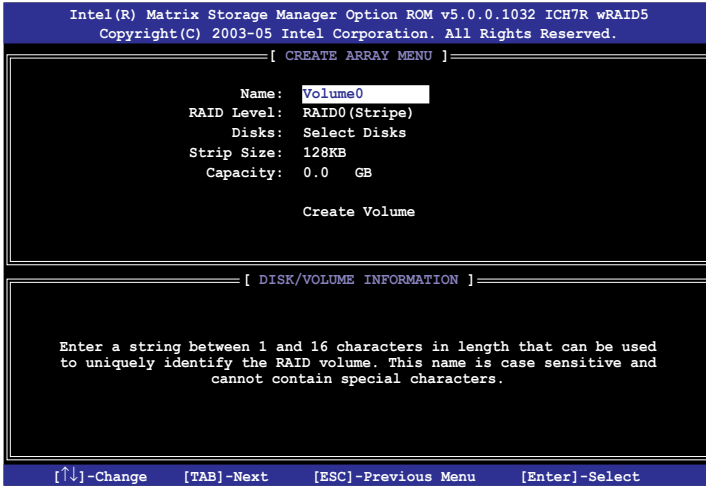 Intel(R) Matrix Storage Manager Option ROM v5.0.0.1032 ICH7R wRAID5
Copyright(C) 2003-05 Intel Corporation. All Rights Reserved.
[ CREATE ARRAY MENU ]
Name: Volume0
RAID Level: RAID0(Stripe)
Disks: Select Disks
Strip Size: 128KB
Capacity: 0.0 GB
Create Volume
[ DISK/VOLUME INFORMATION ]
Enter a string between 1 and 16 characters in length that can be used
to uniquely identify the RAID volume. This name is case sensitive and
cannot contain special characters.
[↑↓]-Change [TAB]-Next [ESC]-Previous Menu [Enter]-Select